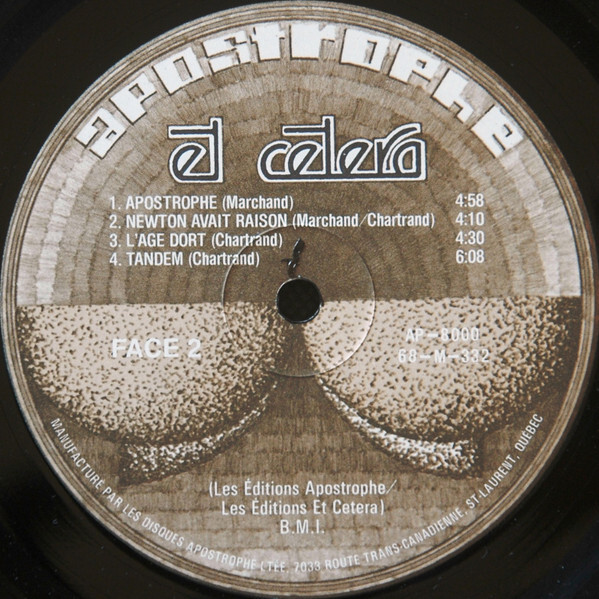 apostrophe
et cetera
1. APOSTROPHE (Marchand) 4:58
2. NEWTON AVAIT RAISON (Marchand/Chartrand) 4:10
3. L'AGE DORT (Chartrand) 4:30
4. TANDEM (Chartrand) 6:08
FACE 2
AP-8000
68-M-332
(Les Éditions Apostrophe/
Les Éditions Et Cetera)
B.M.I.
MANUFACTURÉ PAR LES DISQUES APOSTROPHE LTÉE, 7033 ROUTE TRANS-CANADIENNE, ST-LAURENT, QUÉBEC